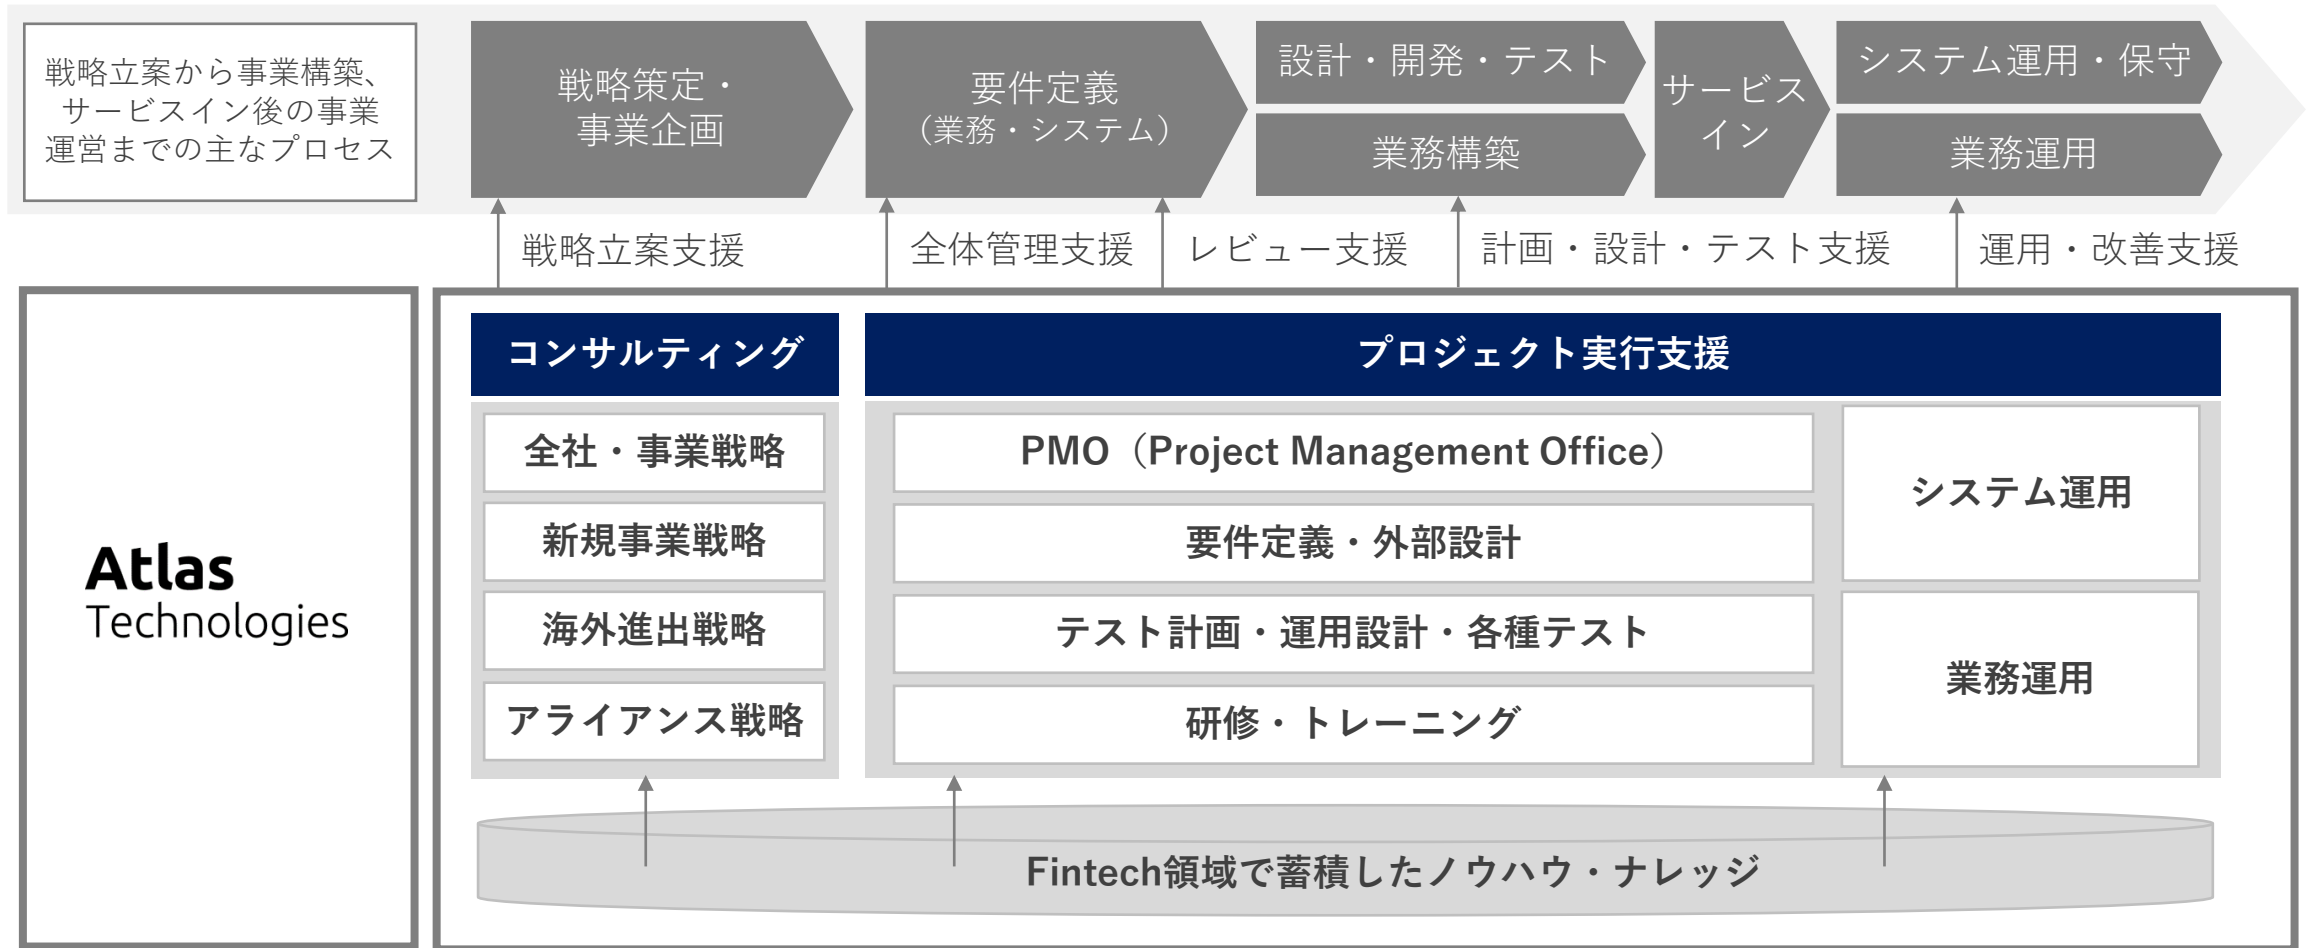 戦略立案から事業構築、
サービスイン後の事業
運営までの主なプロセス
戦略策定・
事業企画
要件定義
（業務・システム）
設計・開発・テスト
業務構築
サービス
イン
システム運用・保守
業務運用
戦略立案支援
全体管理支援
レビュー支援
計画・設計・テスト支援
運用・改善支援
Atlas
Technologies
コンサルティング
全社・事業戦略
新規事業戦略
海外進出戦略
アライアンス戦略
プロジェクト実行支援
PMO（Project Management Office）
要件定義・外部設計
テスト計画・運用設計・各種テスト
研修・トレーニング
システム運用
業務運用
Fintech領域で蓄積したノウハウ・ナレッジ